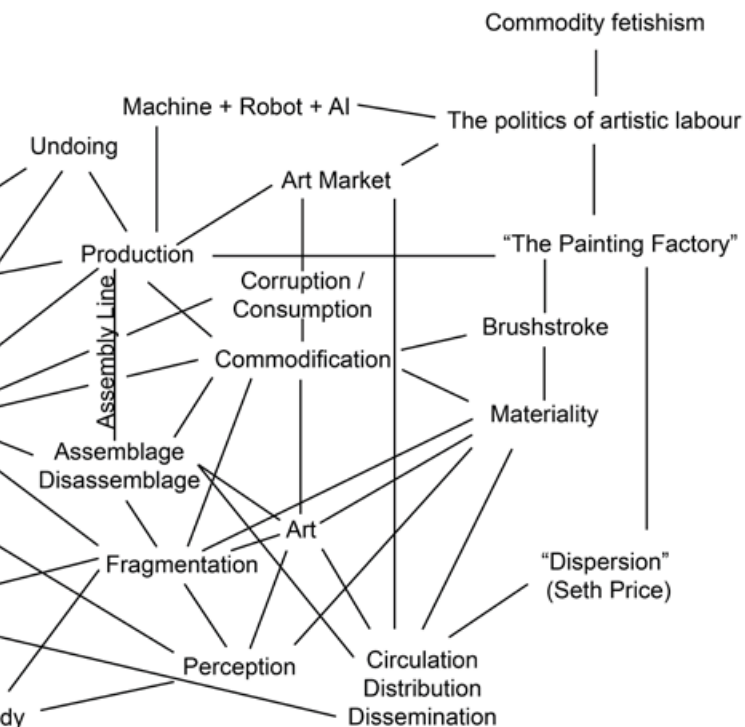 Commodity fetishism
Machine + Robot + AI
The politics of artistic labour
Undoing
Art Market
Production
“The Painting Factory”
Assembly Line
Corruption /
Consumption
Brushstroke
Commodification
Materiality
Assemblage
Disassemblage
Art
Fragmentation
“Dispersion”
(Seth Price)
Perception
Circulation
Distribution
Dissemination
dy